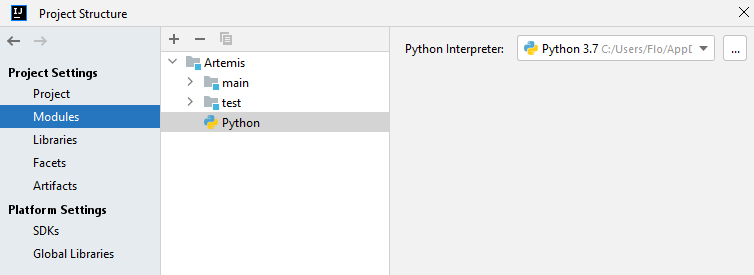 IJ Project Structure
Project Settings
Project
Modules
Libraries
Facets
Artifacts
Platform Settings
SDKs
Global Libraries
Artemis
main
test
Python
Python Interpreter: Python 3.7 C:/Users/Flo/AppD ...